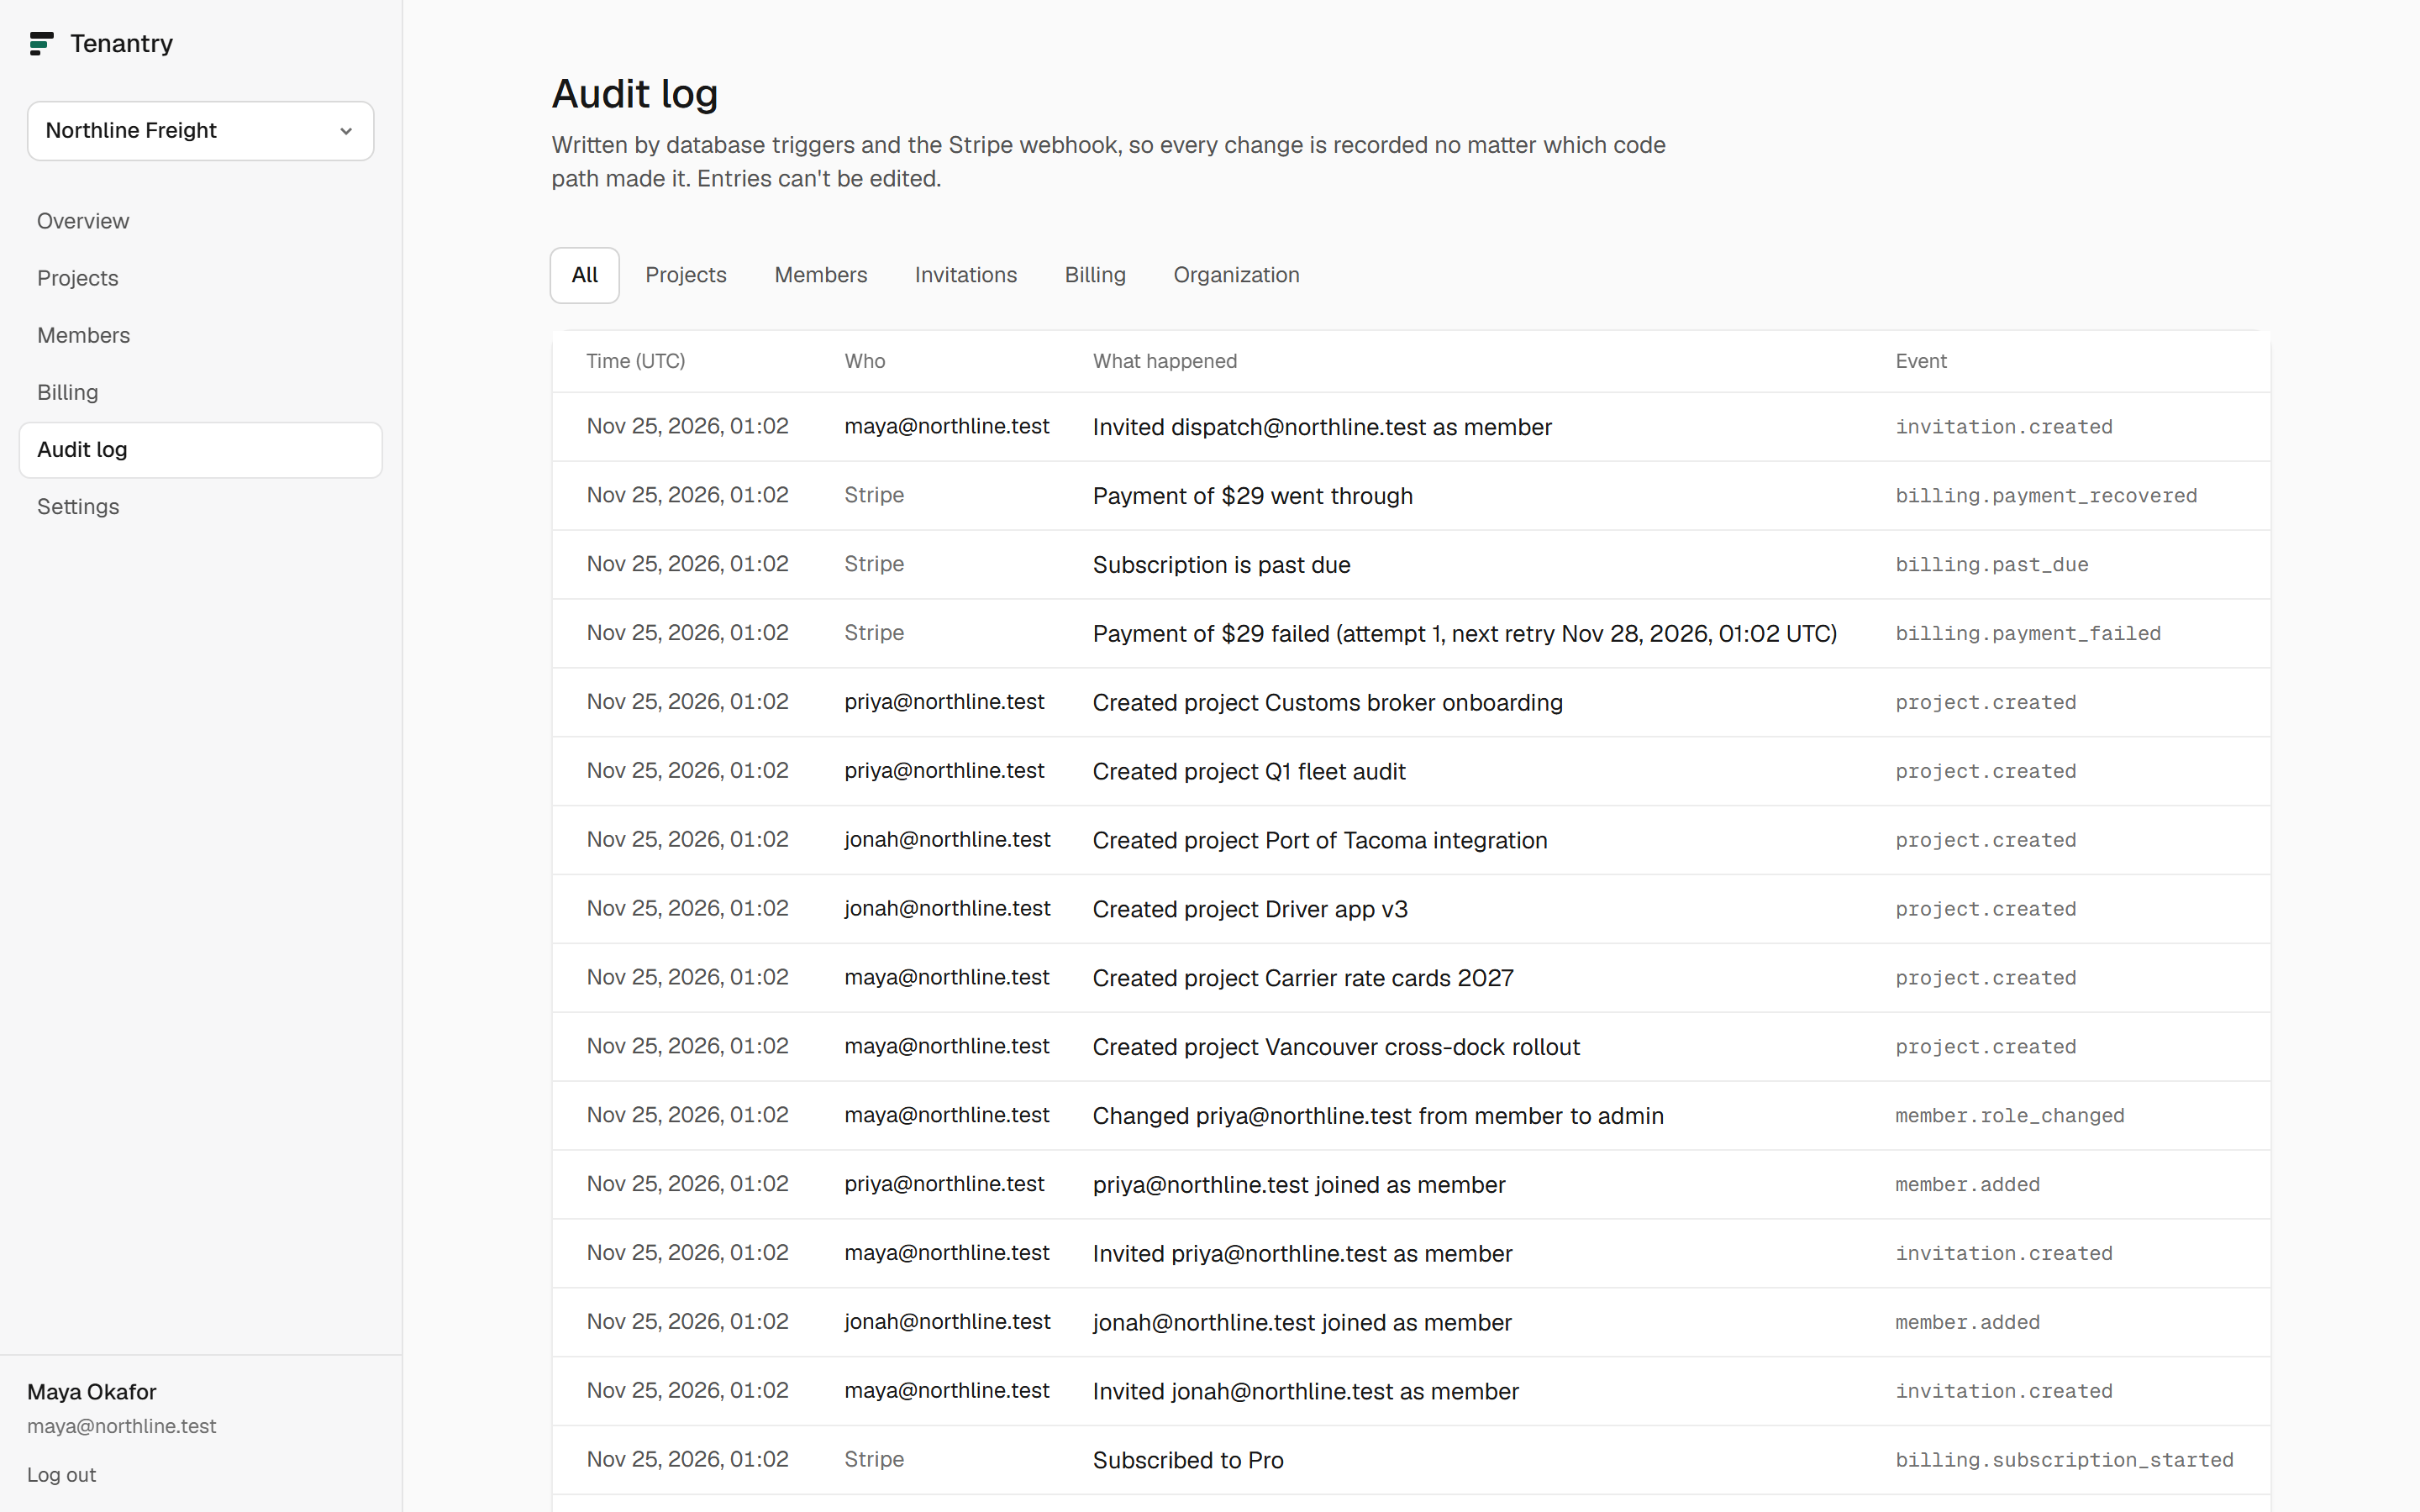 Tenantry
Northline Freight
Overview
Projects
Members
Billing
Audit log
Settings
Maya Okafor
maya@northline.test
Log out
Audit log
Written by database triggers and the Stripe webhook, so every change is recorded no matter which code
path made it. Entries can't be edited.
All Projects Members Invitations Billing Organization
Time (UTC) Who What happened Event
Nov 25, 2026, 01:02 maya@northline.test Invited dispatch@northline.test as member invitation.created
Nov 25, 2026, 01:02 Stripe Payment of $29 went through billing.payment_recovered
Nov 25, 2026, 01:02 Stripe Subscription is past due billing.past_due
Nov 25, 2026, 01:02 Stripe Payment of $29 failed (attempt 1, next retry Nov 28, 2026, 01:02 UTC) billing.payment_failed
Nov 25, 2026, 01:02 priya@northline.test Created project Customs broker onboarding project.created
Nov 25, 2026, 01:02 priya@northline.test Created project Q1 fleet audit project.created
Nov 25, 2026, 01:02 jonah@northline.test Created project Port of Tacoma integration project.created
Nov 25, 2026, 01:02 jonah@northline.test Created project Driver app v3 project.created
Nov 25, 2026, 01:02 maya@northline.test Created project Carrier rate cards 2027 project.created
Nov 25, 2026, 01:02 maya@northline.test Created project Vancouver cross-dock rollout project.created
Nov 25, 2026, 01:02 maya@northline.test Changed priya@northline.test from member to admin member.role_changed
Nov 25, 2026, 01:02 priya@northline.test priya@northline.test joined as member member.added
Nov 25, 2026, 01:02 maya@northline.test Invited priya@northline.test as member invitation.created
Nov 25, 2026, 01:02 jonah@northline.test jonah@northline.test joined as member member.added
Nov 25, 2026, 01:02 maya@northline.test Invited jonah@northline.test as member invitation.created
Nov 25, 2026, 01:02 Stripe Subscribed to Pro billing.subscription_started